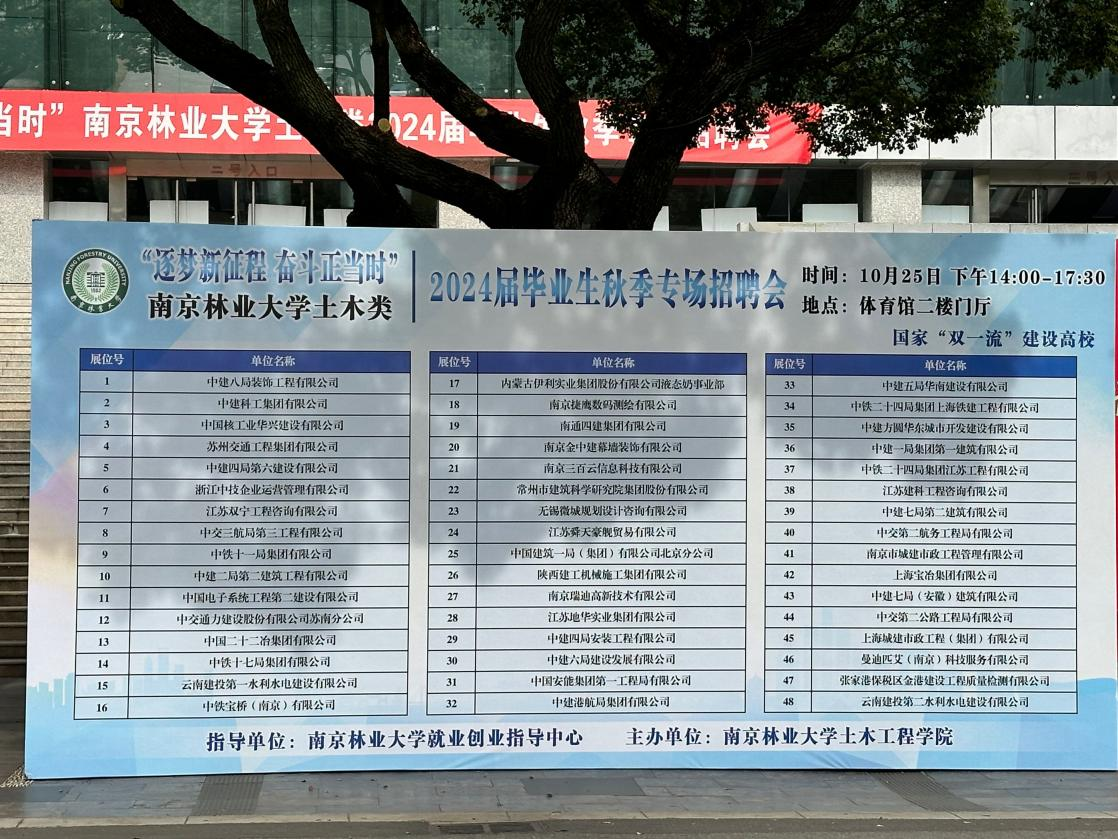 当时”南京林业大学土
2024届
季
招聘会
二号入口
NANJING FORESTRY UNIVERSITY
1902
“逐梦新征程 奋斗正当时”
南京林业大学土木类
2024届毕业生秋季专场招聘会
时间：10月25日 下午14:00-17:30
地点：体育馆二楼门厅
国家“双一流”建设高校
展位号 单位名称
1 中建八局装饰工程有限公司
2 中建科工集团有限公司
3 中国核工业华兴建设有限公司
4 苏州交通工程集团有限公司
5 中建四局第六建设有限公司
6 浙江中技企业运营管理有限公司
7 江苏双宁工程咨询有限公司
8 中交三航局第三工程有限公司
9 中铁十一局集团有限公司
10 中建二局第二建筑工程有限公司
11 中国电子系统工程第二建设有限公司
12 中交通力建设股份有限公司苏南分公司
13 中国二十二冶集团有限公司
14 中铁十七局集团有限公司
15 云南建投第一水利水电建设有限公司
16 中铁宝桥（南京）有限公司
展位号 单位名称
17 内蒙古伊利实业集团股份有限公司液态奶事业部
18 南京捷鹰数码测绘有限公司
19 南通四建集团有限公司
20 南京金中建幕墙装饰有限公司
21 南京三百云信息科技有限公司
22 常州市建筑科学研究院集团股份有限公司
23 无锡微城规划设计咨询有限公司
24 江苏舜天豪舰贸易有限公司
25 中国建筑一局（集团）有限公司北京分公司
26 陕西建工机械施工集团有限公司
27 南京瑞迪高新技术有限公司
28 江苏地华实业集团有限公司
29 中建四局安装工程有限公司
30 中建六局建设发展有限公司
31 中国安能集团第一工程局有限公司
32 中建港航局集团有限公司
展位号 单位名称
33 中建五局华南建设有限公司
34 中铁二十四局集团上海铁建工程有限公司
35 中建方圆华东城市开发建设有限公司
36 中建一局集团第一建筑有限公司
37 中铁二十四局集团江苏工程有限公司
38 江苏建科工程咨询有限公司
39 中建七局第二建筑有限公司
40 中交第二航务工程局有限公司
41 南京市城建市政工程管理有限公司
42 上海宝冶集团有限公司
43 中建七局（安徽）建筑有限公司
44 中交第二公路工程局有限公司
45 上海城建市政工程（集团）有限公司
46 曼迪匹艾（南京）科技服务有限公司
47 张家港保税区金港建设工程质量检测有限公司
48 云南建投第二水利水电建设有限公司
指导单位：南京林业大学就业创业指导中心 主办单位：南京林业大学土木工程学院